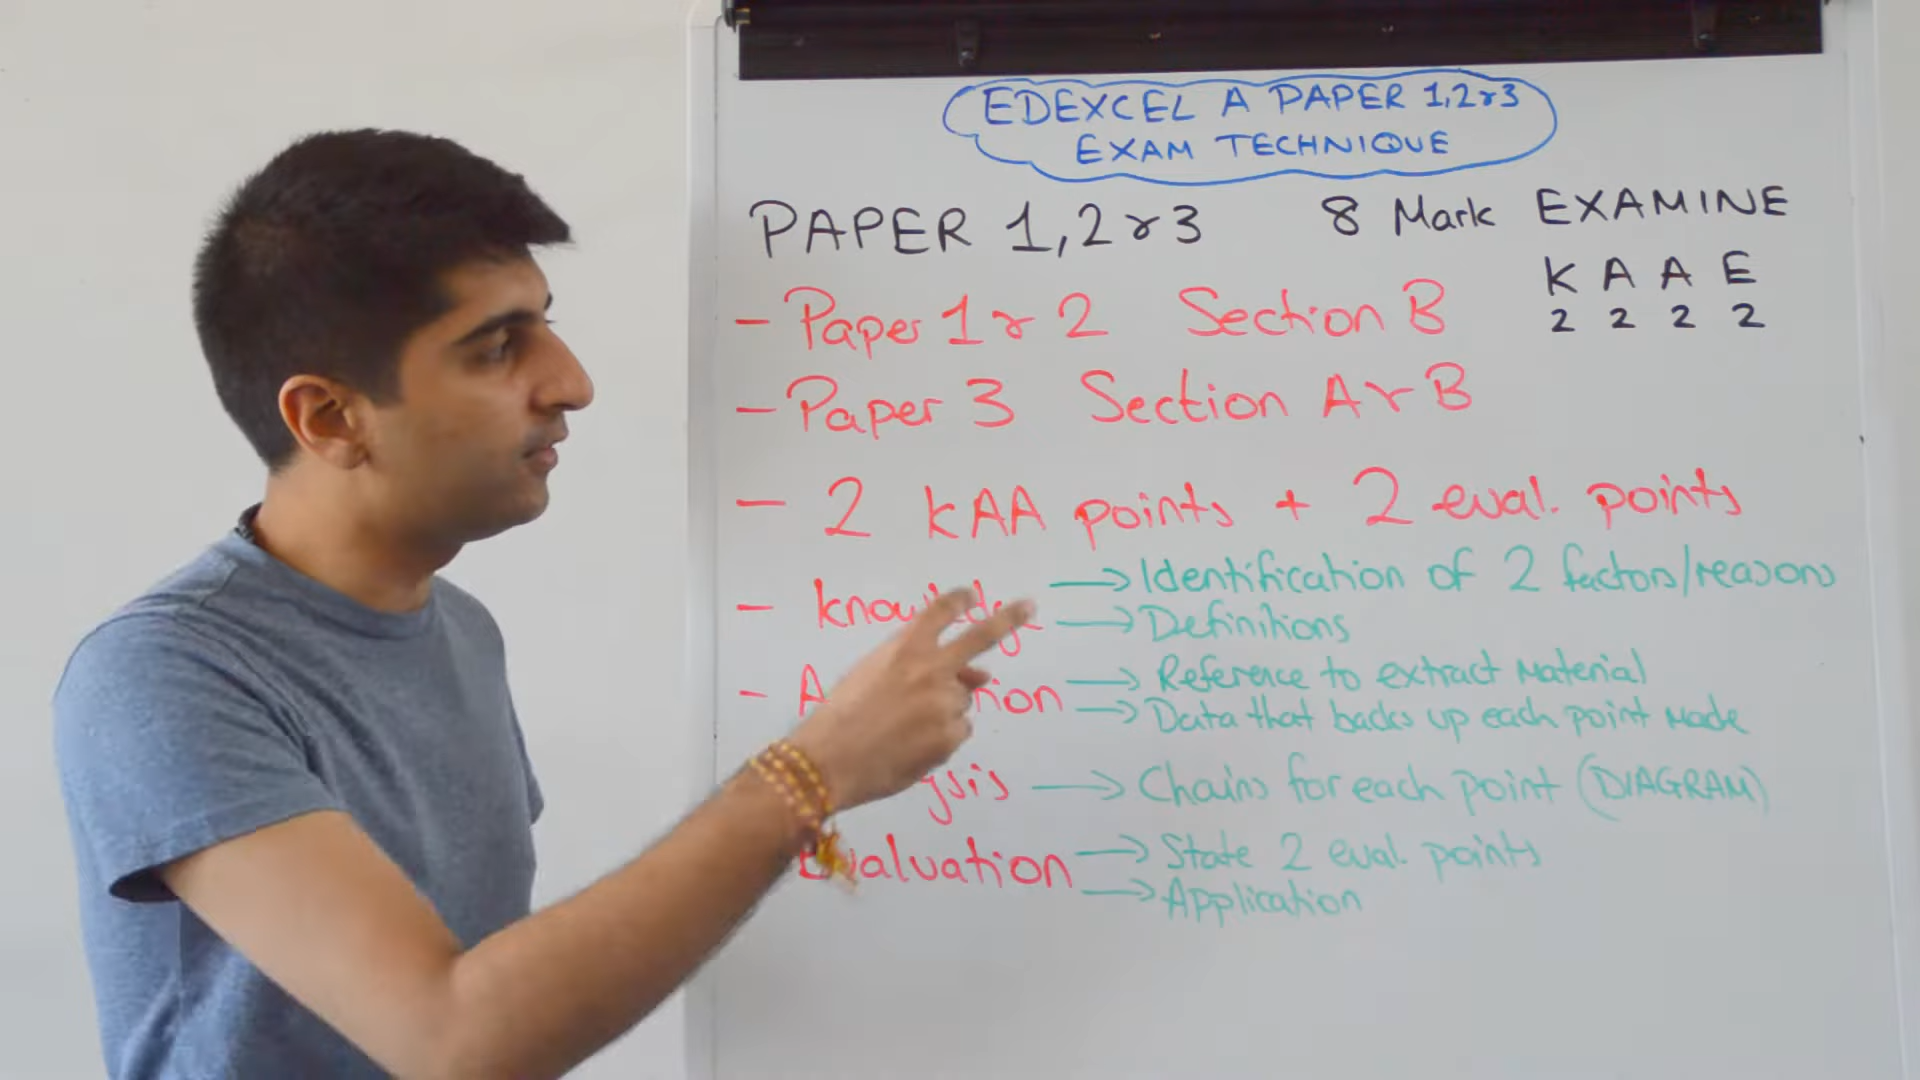 EDEXCEL A PAPER 1,2&3
EXAM TECHNIQUE
PAPER 1,2&3 8 Mark EXAMINE
K A A E
2 2 2 2
- Paper 1&2 Section B
- Paper 3 Section A&B
- 2 KAA points + 2 eval. points
- Knowledge → Identification of 2 factors/reasons
→ Definitions
- → Reference to extract material
→ Data that backs up each point made
→ Chains for each point (DIAGRAM)
Evaluation → State 2 eval. points
→ Application